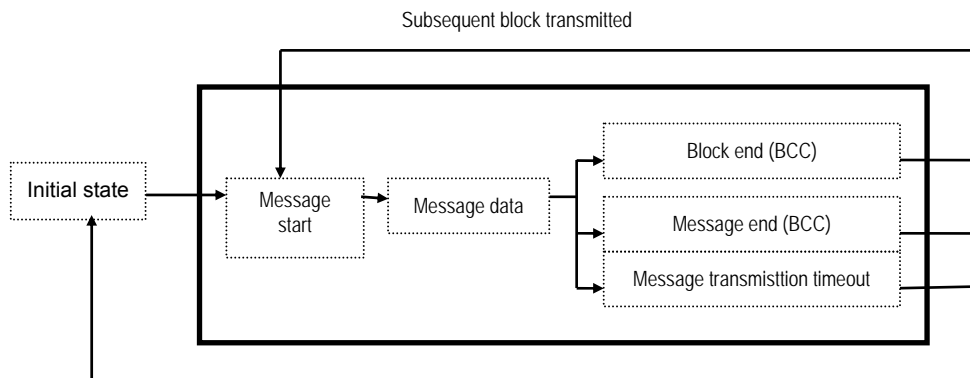 Subsequent block transmitted
Block end (BCC)
Initial state
Message
start
Message data
Message end (BCC)
Message transmisttion timeout